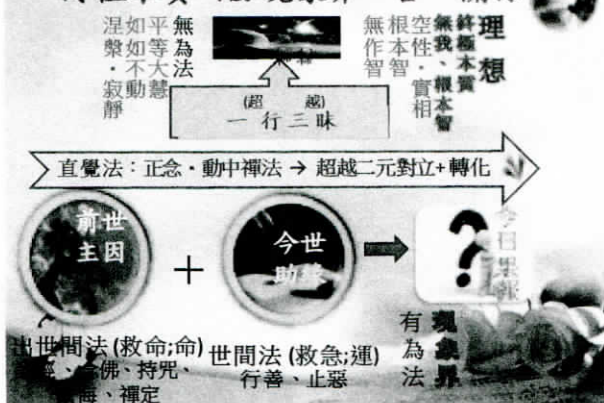 理想
終極本質
無我、根本智
空性・實相
根本智
無作智
無為法
平等大慧
如如不動
涅槃・寂靜
(超 越)
一行三昧
直覺法：正念・動中禪法 → 超越二元對立+轉化
前世
主因
+
今世
助緣
?
今日果報
現象界
有為法
出世間法 (救命;命)
念佛、持咒、
禪定
世間法 (救急;運)
行善、止惡